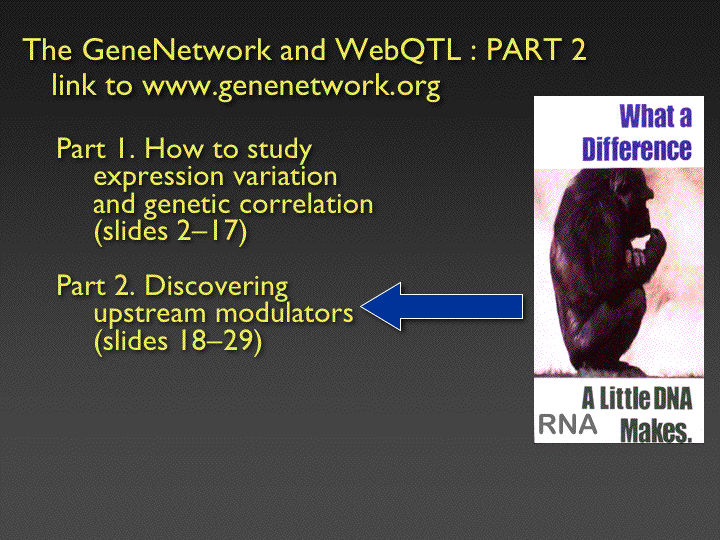 The GeneNetwork and WebQTL : PART 2
link to www.genenetwork.org
Part 1. How to study
expression variation
and genetic correlation
(slides 2–17)
Part 2. Discovering
upstream modulators
(slides 18–29)
What a
Difference
A Little DNA
RNA
Makes.